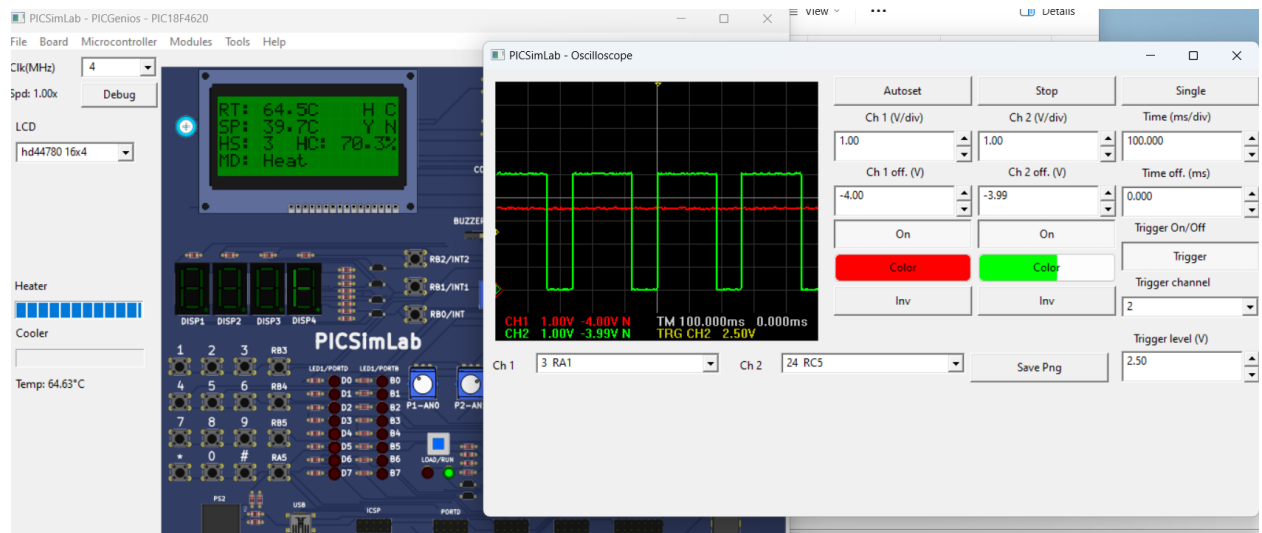 PICSimLab - PICGenios - PIC18F4620
File Board Microcontroller Modules Tools Help
Clk(MHz) 4
Spd: 1.00x Debug
LCD
hd44780 16x4
RT: 64.5C H C
SP: 39.7C Y N
HS: 3 HC: 70.3%
MD: Heat
BUZZER
RB2/INT2
RB1/INT1
RB0/INT
Heater
Cooler
Temp: 64.63°C
DISP1 DISP2 DISP3 DISP4
PICSimLab
1 2 3 RB3
4 5 6 RB4
7 8 9 RB5
* 0 # RA5
LED1/PORTD LED1/PORTB
D0 B0
D1 B1
D2 B2
D3 B3
D4 B4
D5 B5
D6 B6
D7 B7
P1-AN0 P2-AN
LOAD/RUN
PS2
USB
ICSP
PORTD
View ... Details
PICSimLab - Oscilloscope
CH1 1.00V -4.00V N TM 100.000ms 0.000ms
CH2 1.00V -3.99V N TRG CH2 2.50V
Ch 1 3 RA1 Ch 2 24 RC5
Autoset Stop Single
Ch 1 (V/div) Ch 2 (V/div) Time (ms/div)
1.00 1.00 100.000
Ch 1 off. (V) Ch 2 off. (V) Time off. (ms)
-4.00 -3.99 0.000
On On Trigger On/Off
Color Color Trigger
Inv Inv Trigger channel
2
Trigger level (V)
Save Png 2.50